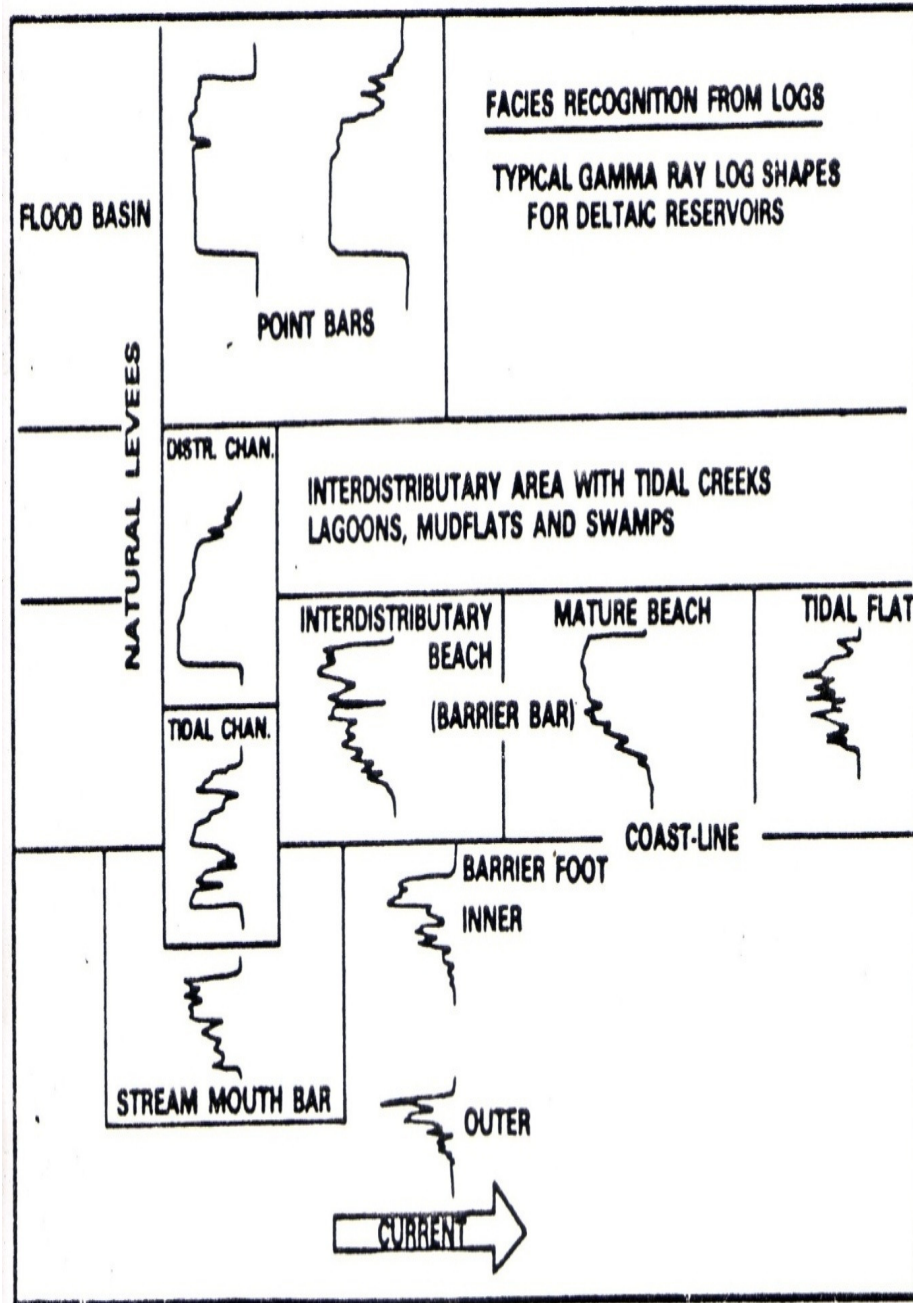 FACIES RECOGNITION FROM LOGS
TYPICAL GAMMA RAY LOG SHAPES
FOR DELTAIC RESERVOIRS
FLOOD BASIN
POINT BARS
NATURAL LEVEES
DISTR. CHAN.
INTERDISTRIBUTARY AREA WITH TIDAL CREEKS
LAGOONS, MUDFLATS AND SWAMPS
INTERDISTRIBUTARY
BEACH
MATURE BEACH
TIDAL FLAT
(BARRIER BAR)
TIDAL CHAN.
COAST-LINE
BARRIER FOOT
INNER
STREAM MOUTH BAR
OUTER
CURRENT